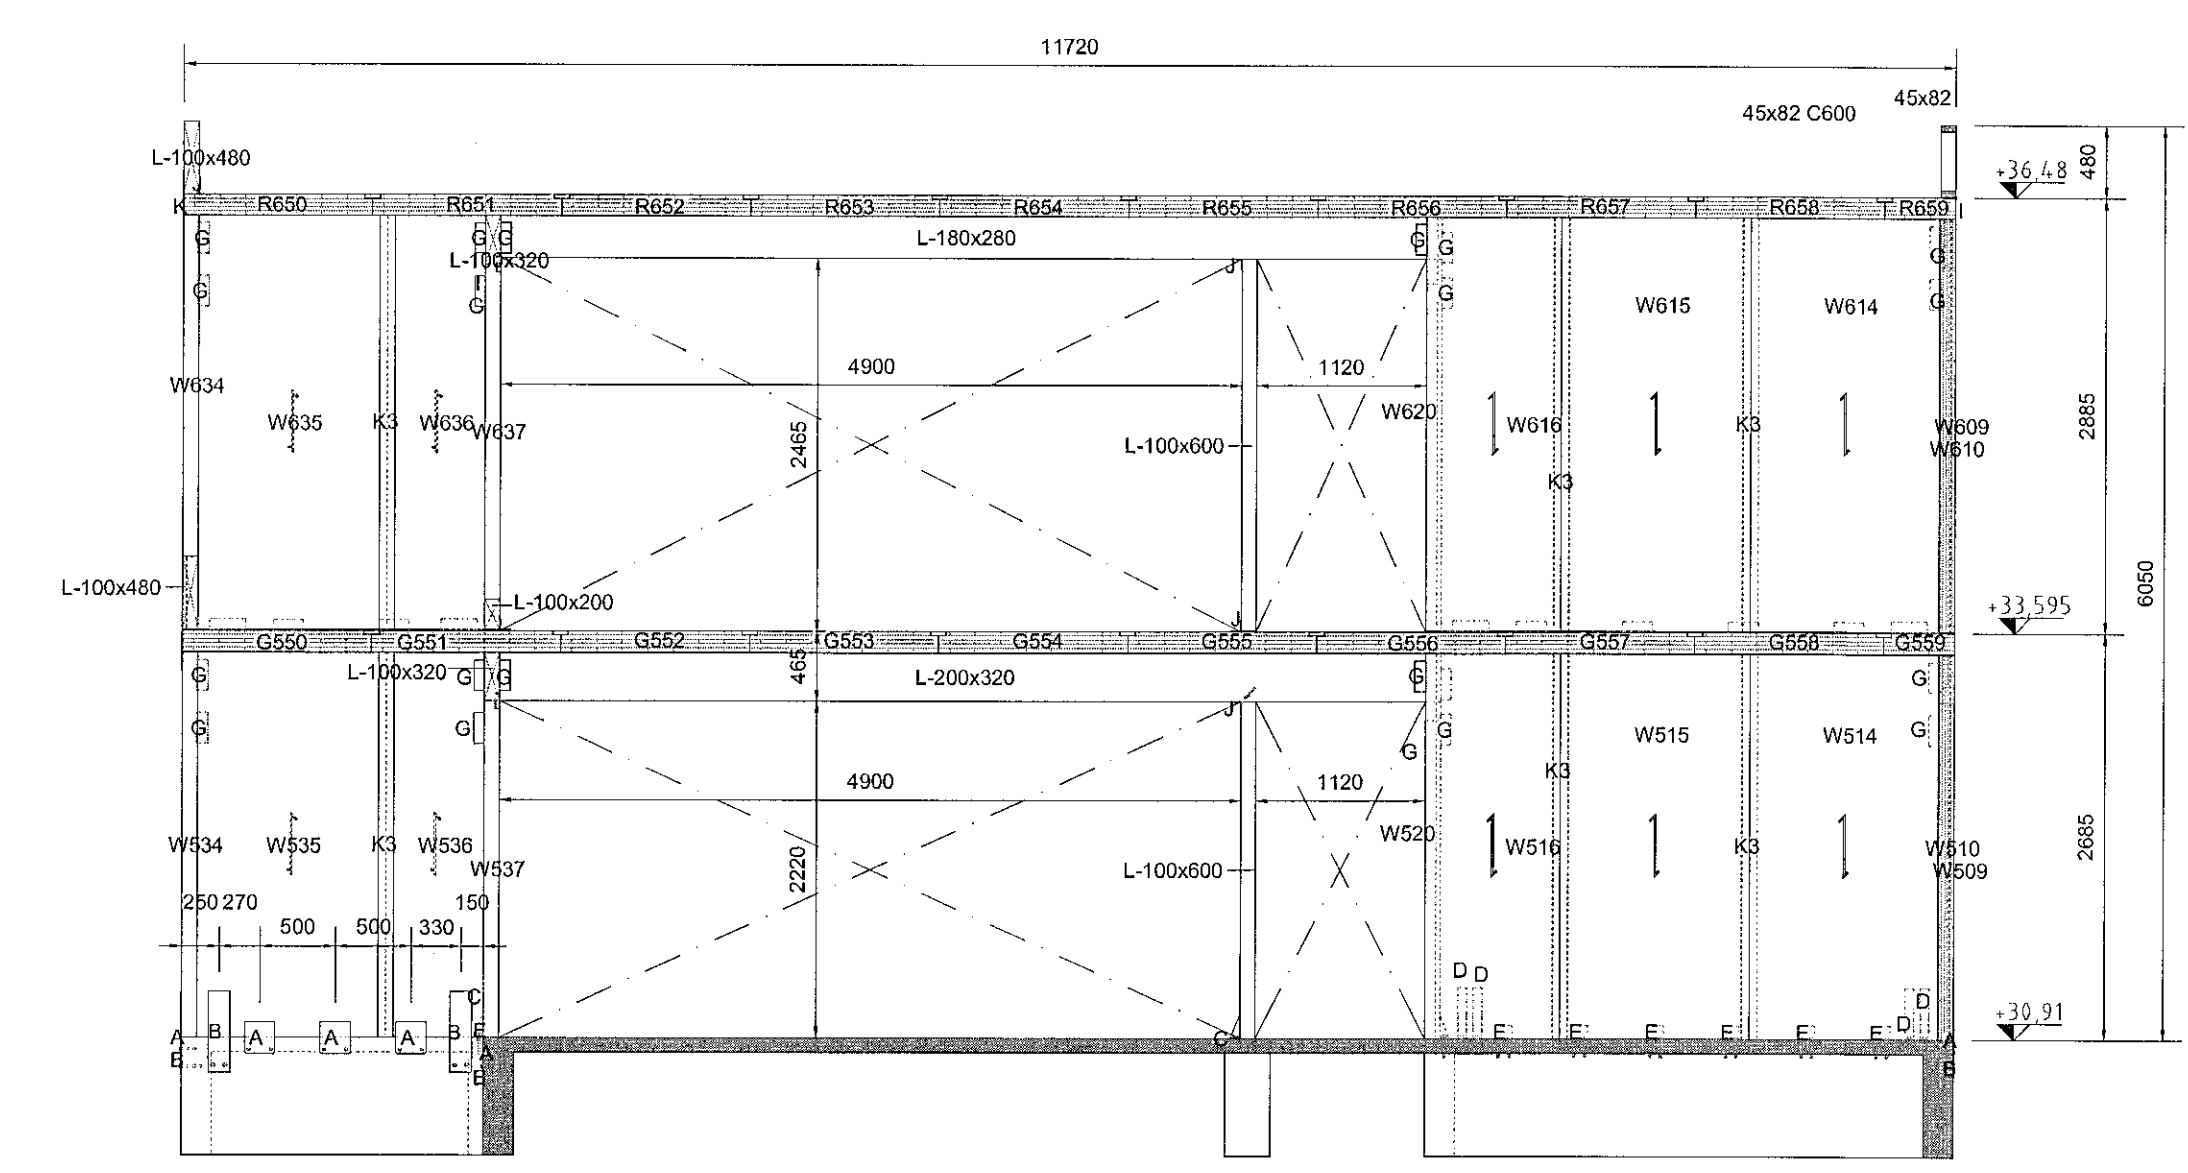 11720
45x82
45x82 C600
L-100x480
+36,48
480
K R650 R651 R652 R653 R654 R655 R656 R657 R658 R659 I
G G G L-180x280 G G G
L-100x320 J
G G G G
W615 W614
4900 1120
W634 W620
W635 K3 W636 W637 2465 L-100x600 W616 K3 W609
W610 2885
K3
L-100x480 L-100x200 6050
+33,595
J
G550 G551 G552 G553 G554 G555 G556 G557 G558 G559
L-100x320 465 L-200x320
G G G G G
J
G G G G
W515 W514
G
K3
4900 1120
W520 2685
W534 W535 K3 W536 W537 2220 L-100x600 W516 K3 W510
W509
250 270 150
500 500 330
D D
C D
+30,91
A B A A A B E C E E E E E E D A
B A B B